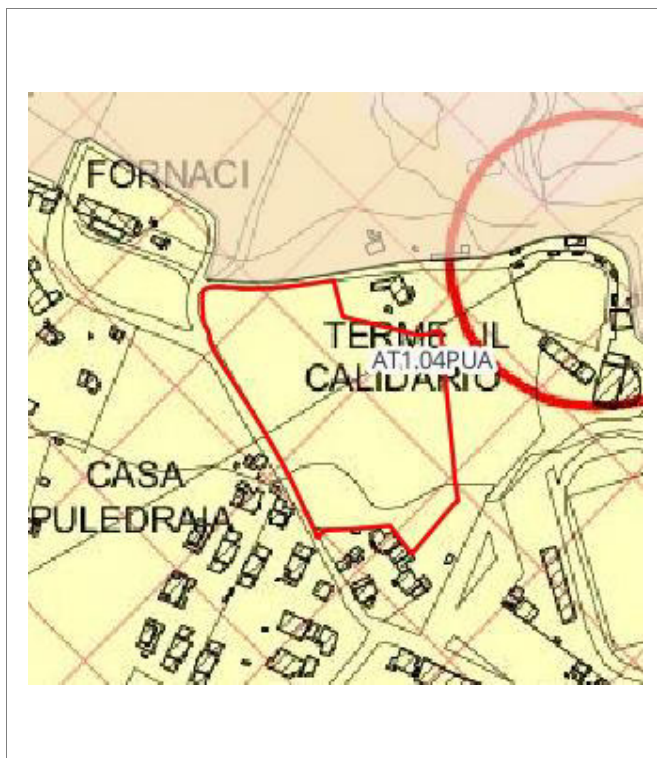 FORNACI
TERME IL
AT1.04PUA
CALIDARIO
CASA
PULEDRAIA